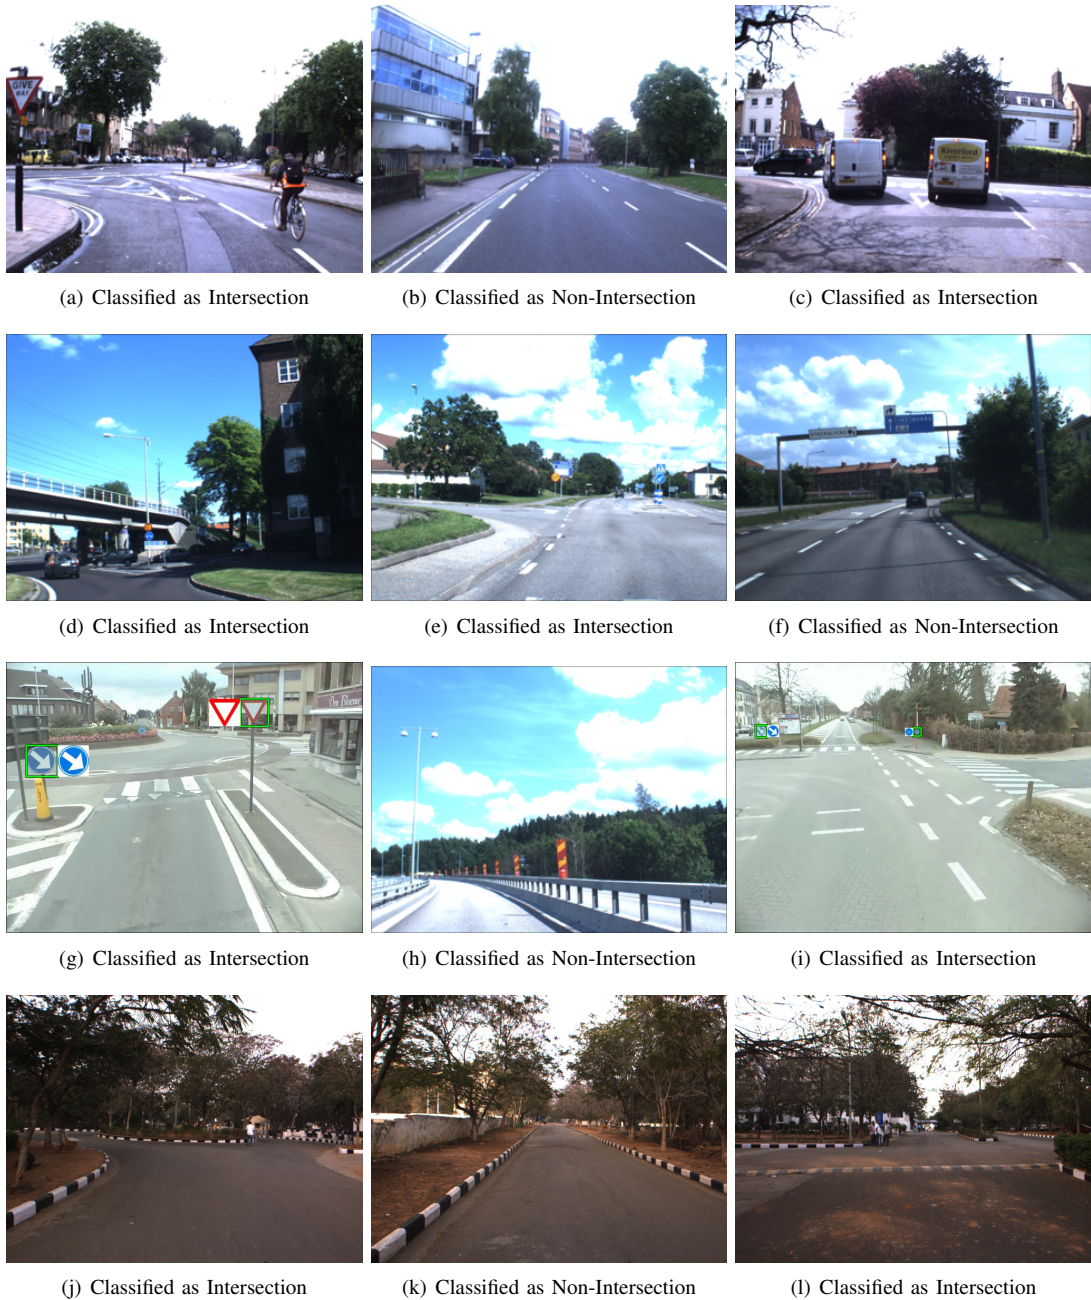 GIVE
WAY
Riverford
(a) Classified as Intersection
(b) Classified as Non-Intersection
(c) Classified as Intersection
(d) Classified as Intersection
(e) Classified as Intersection
(f) Classified as Non-Intersection
(g) Classified as Intersection
(h) Classified as Non-Intersection
(i) Classified as Intersection
(j) Classified as Intersection
(k) Classified as Non-Intersection
(l) Classified as Intersection